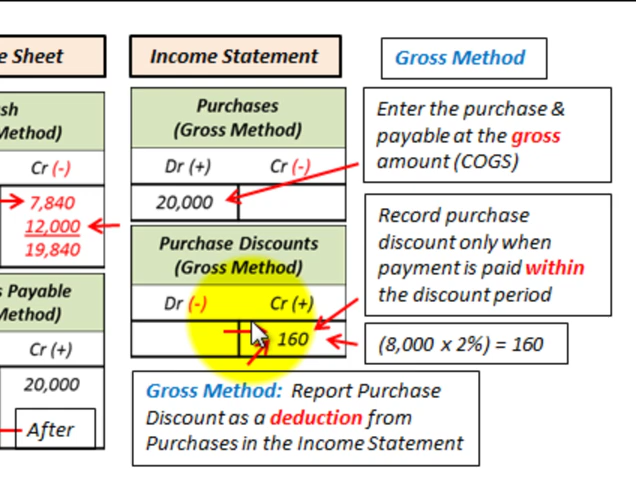 e Sheet
sh
Method)
Cr (-)
7,840
12,000
19,840
s Payable
Method)
Cr (+)
20,000
After
Income Statement
Purchases
(Gross Method)
Dr (+) Cr (-)
20,000
Purchase Discounts
(Gross Method)
Dr (-) Cr (+)
160
Gross Method: Report Purchase
Discount as a deduction from
Purchases in the Income Statement
Gross Method
Enter the purchase &
payable at the gross
amount (COGS)
Record purchase
discount only when
payment is paid within
the discount period
(8,000 x 2%) = 160